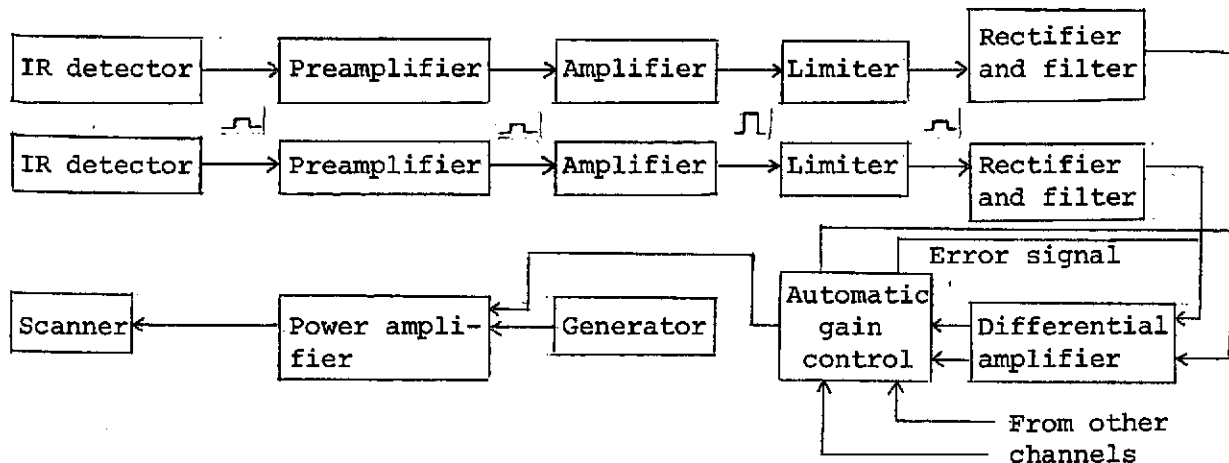 IR detector
Preamplifier
Amplifier
Limiter
Rectifier
and filter
IR detector
Preamplifier
Amplifier
Limiter
Rectifier
and filter
Error signal
Scanner
Power ampli-
fier
Generator
Automatic
gain
control
Differential
amplifier
From other
channels